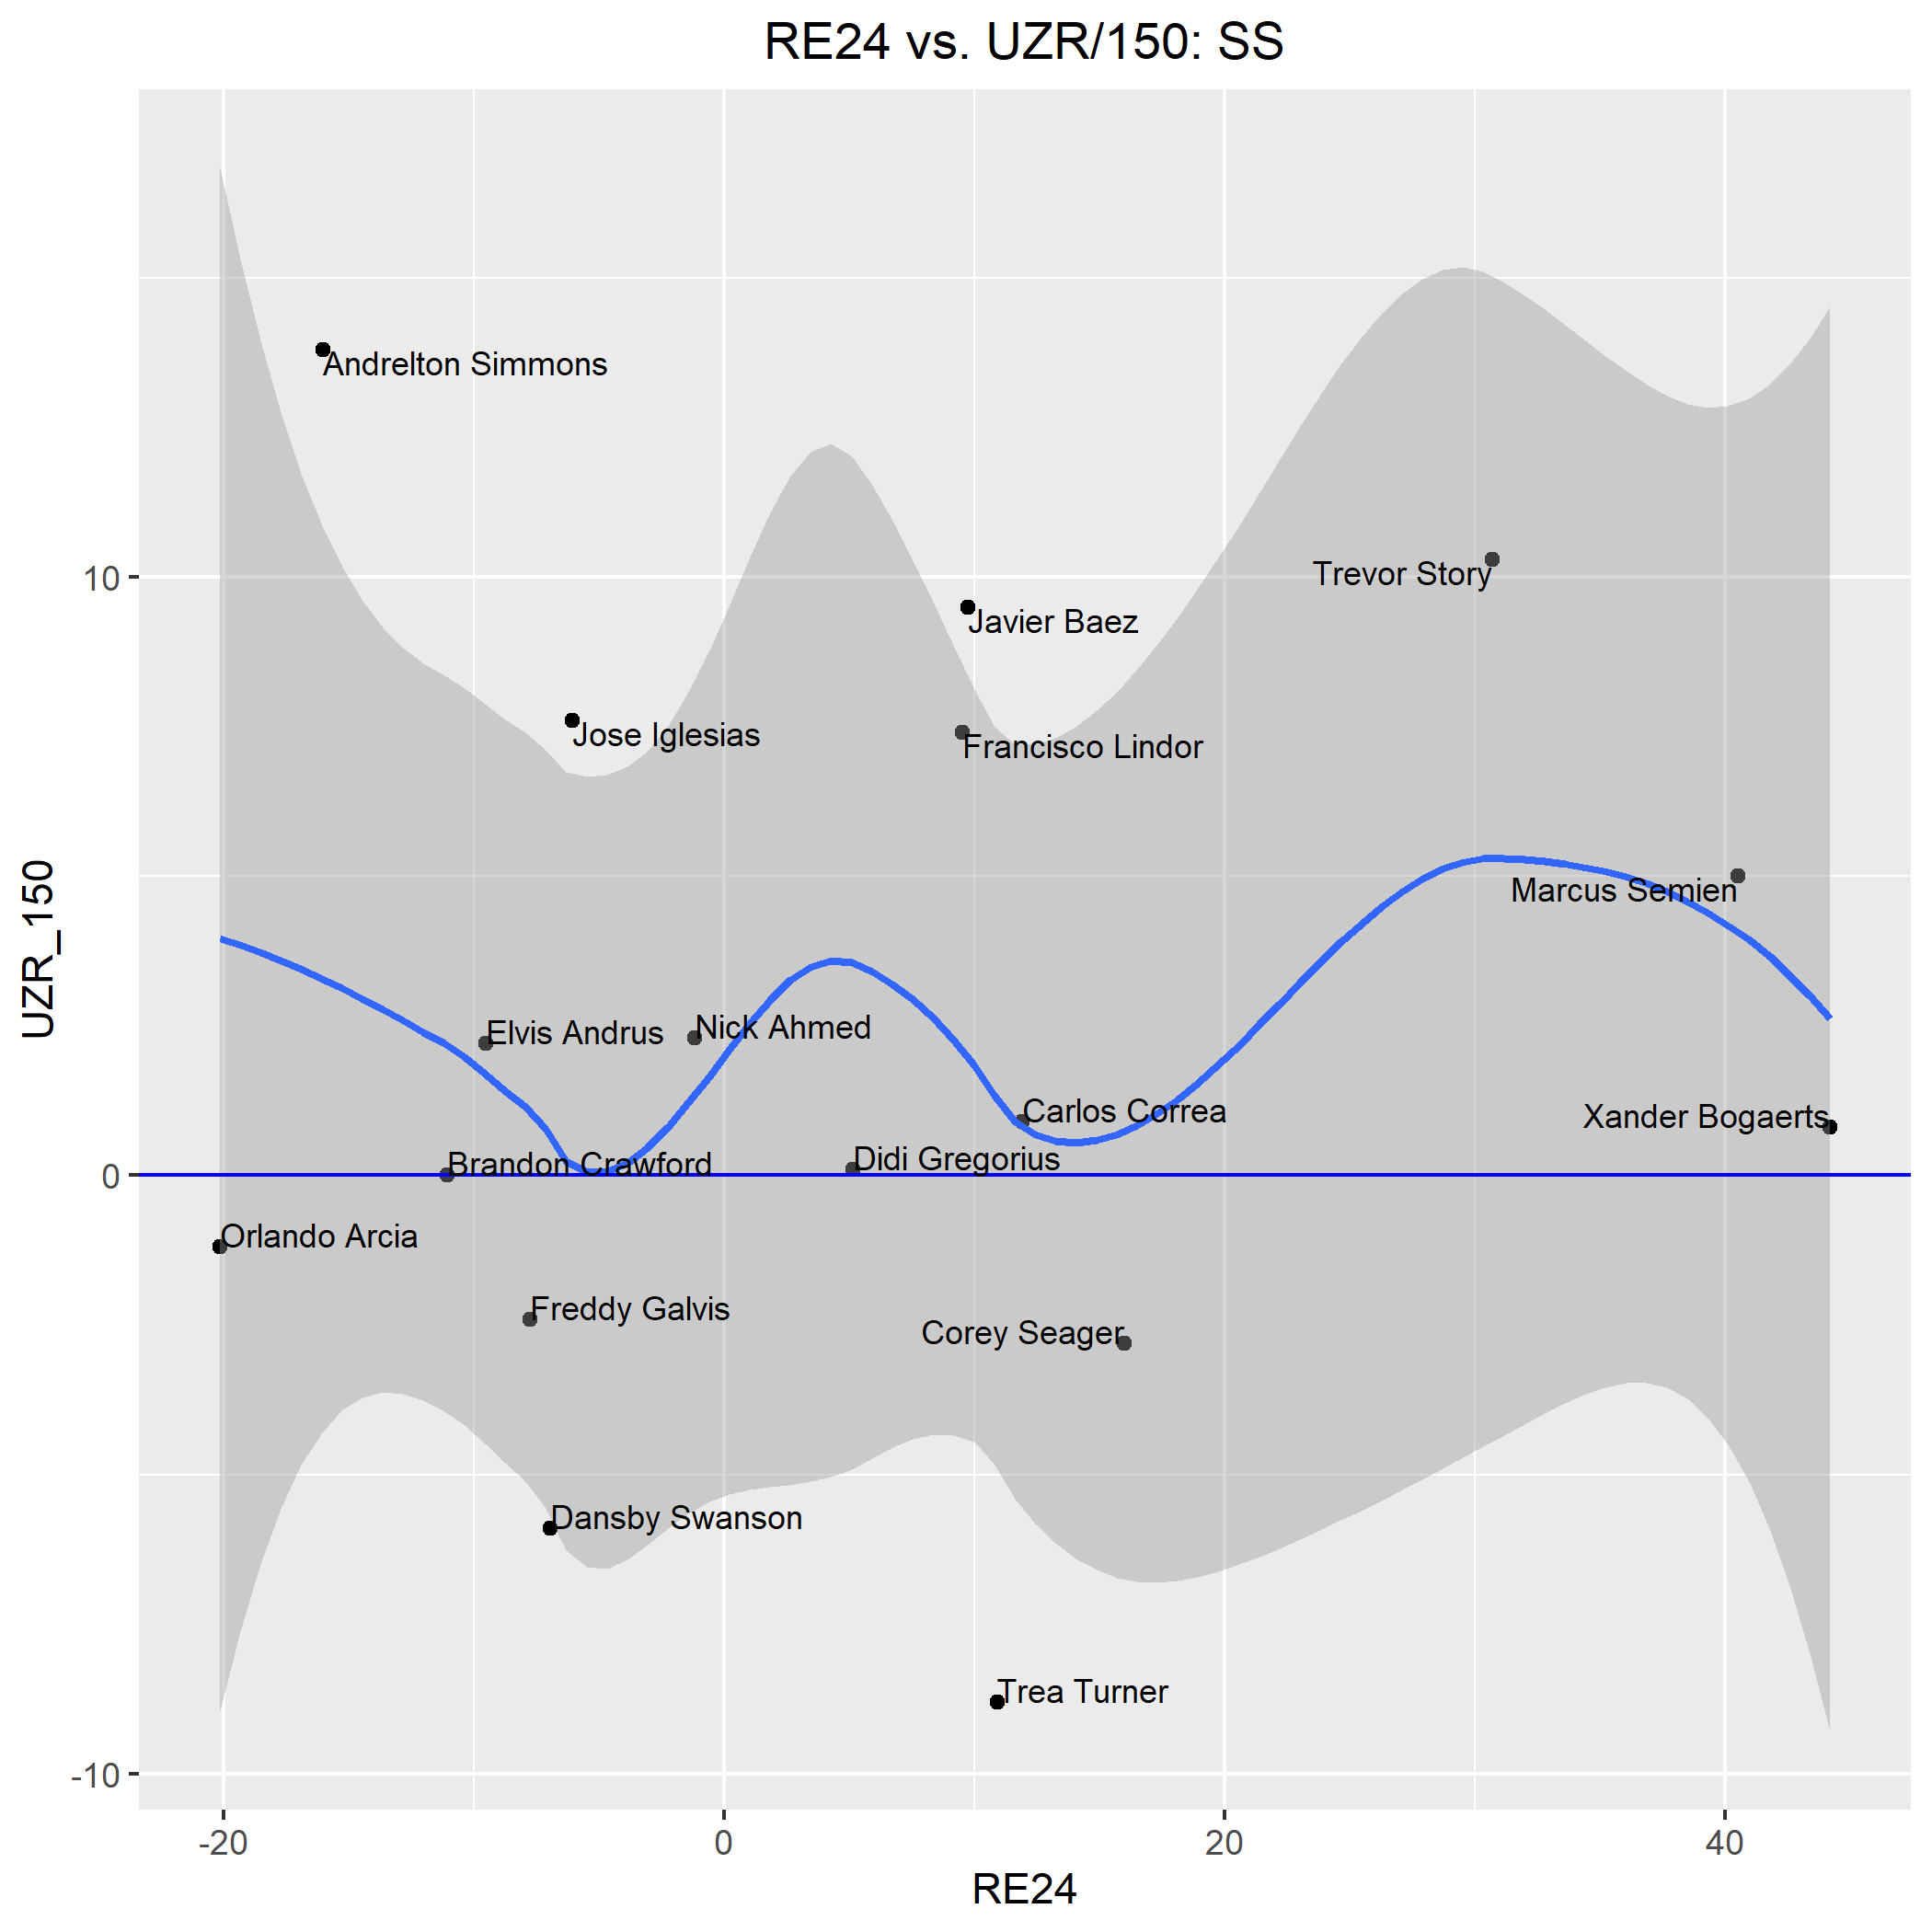 RE24 vs. UZR/150: SS
Andrelton Simmons
10
Trevor Story
Javier Baez
Jose Iglesias
Francisco Lindor
Marcus Semien
UZR_150
Elvis Andrus
Nick Ahmed
Carlos Correa
Xander Bogaerts
Didi Gregorius
Brandon Crawford
0
Orlando Arcia
Freddy Galvis
Corey Seager
Dansby Swanson
Trea Turner
-10
-20 0 20 40
RE24